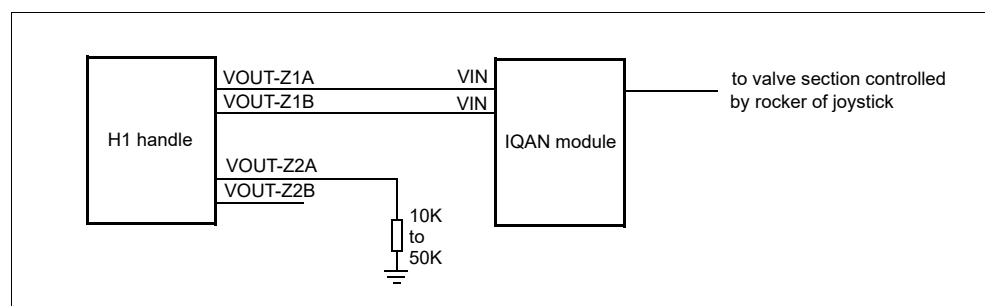 VOUT-Z1A
VIN
VOUT-Z1B
VIN
H1 handle
IQAN module
to valve section controlled
by rocker of joystick
VOUT-Z2A
VOUT-Z2B
10K
to
50K